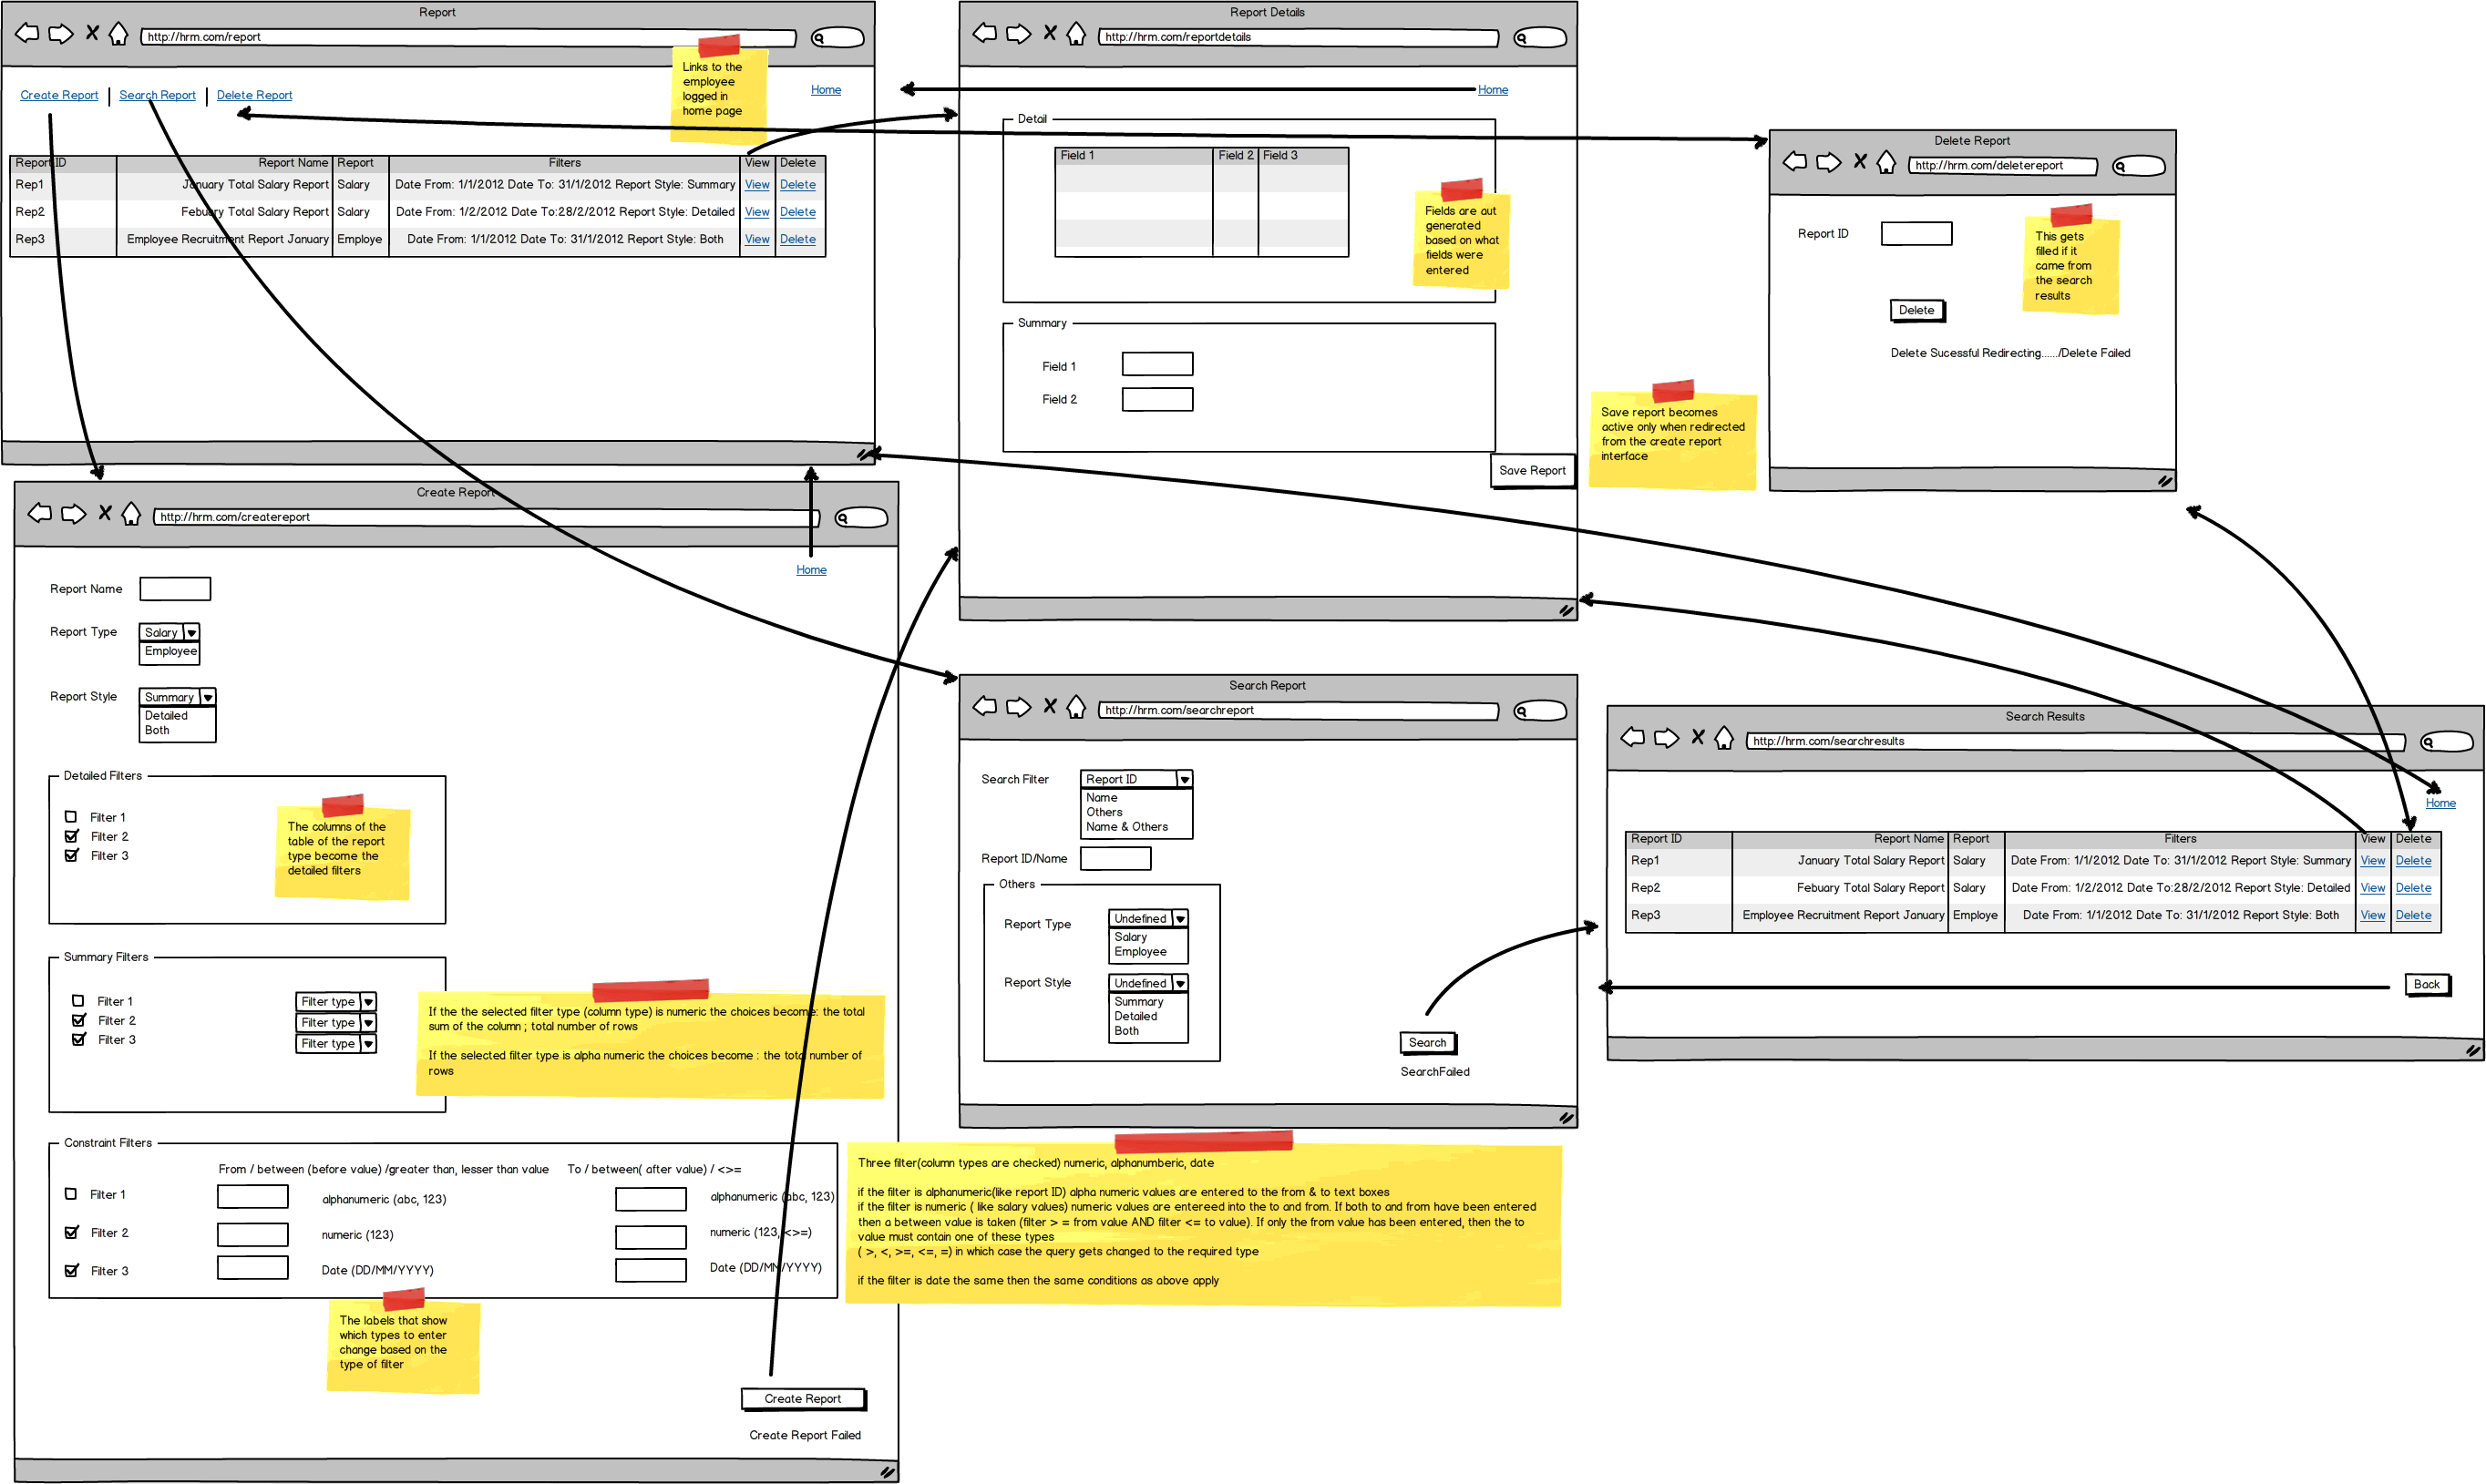 Report
http://hrm.com/report
Links to the
employee
logged in
home page
Create Report
Search Report
Delete Report
Home
Report ID Report Name Report Filters View Delete
Rep1 January Total Salary Report Salary Date From: 1/1/2012 Date To: 31/1/2012 Report Style: Summary View Delete
Rep2 Febuary Total Salary Report Salary Date From: 1/2/2012 Date To:28/2/2012 Report Style: Detailed View Delete
Rep3 Employee Recruitment Report January Employe Date From: 1/1/2012 Date To: 31/1/2012 Report Style: Both View Delete
Report Details
http://hrm.com/reportdetails
Home
Detail
Field 1 Field 2 Field 3
Fields are aut
generated
based on what
fields were
entered
Summary
Field 1
Field 2
Save Report
Save report becomes
active only when redirected
from the create report
interface
Delete Report
http://hrm.com/deletereport
Report ID
This gets
filled if it
came from
the search
results
Delete
Delete Sucessful Redirecting....../Delete Failed
Create Report
http://hrm.com/createreport
Home
Report Name
Report Type Salary
Employee
Report Style Summary
Detailed
Both
Detailed Filters
Filter 1
Filter 2
Filter 3
The columns of the
table of the report
type become the
detailed filters
Summary Filters
Filter 1 Filter type
Filter 2 Filter type
Filter 3 Filter type
If the the selected filter type (column type) is numeric the choices become: the total
sum of the column ; total number of rows
If the selected filter type is alpha numeric the choices become : the total number of
rows
Constraint Filters
From / between (before value) /greater than, lesser than value To / between( after value) / <>=
Filter 1 alphanumeric (abc, 123) alphanumeric (abc, 123)
Filter 2 numeric (123) numeric (123, <>=)
Filter 3 Date (DD/MM/YYYY) Date (DD/MM/YYYY)
The labels that show
which types to enter
change based on the
type of filter
Create Report
Create Report Failed
Search Report
http://hrm.com/searchreport
Search Filter Report ID
Name
Others
Name & Others
Report ID/Name
Others
Report Type Undefined
Salary
Employee
Report Style Undefined
Summary
Detailed
Both
Search
SearchFailed
Three filter(column types are checked) numeric, alphanumberic, date
if the filter is alphanumeric(like report ID) alpha numeric values are entered to the from & to text boxes
if the filter is numeric ( like salary values) numeric values are entereed into the to and from. If both to and from have been entered
then a between value is taken (filter > = from value AND filter <= to value). If only the from value has been entered, then the to
value must contain one of these types
( >, <, >=, <=, =) in which case the query gets changed to the required type
if the filter is date the same then the same conditions as above apply
Search Results
http://hrm.com/searchresults
Home
Report ID Report Name Report Filters View Delete
Rep1 January Total Salary Report Salary Date From: 1/1/2012 Date To: 31/1/2012 Report Style: Summary View Delete
Rep2 Febuary Total Salary Report Salary Date From: 1/2/2012 Date To:28/2/2012 Report Style: Detailed View Delete
Rep3 Employee Recruitment Report January Employe Date From: 1/1/2012 Date To: 31/1/2012 Report Style: Both View Delete
Back